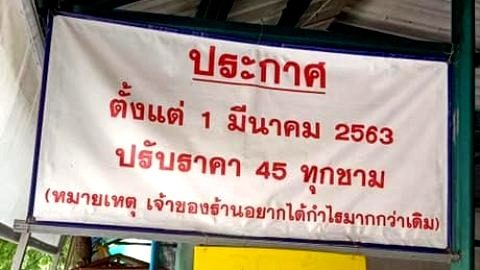 ประกาศ
ตั้งแต่ 1 มีนาคม 2563
ปรับราคา 45 ทุกชาม
(หมายเหตุ เจ้าของร้านอยากได้กำไรมากกว่าเดิม)